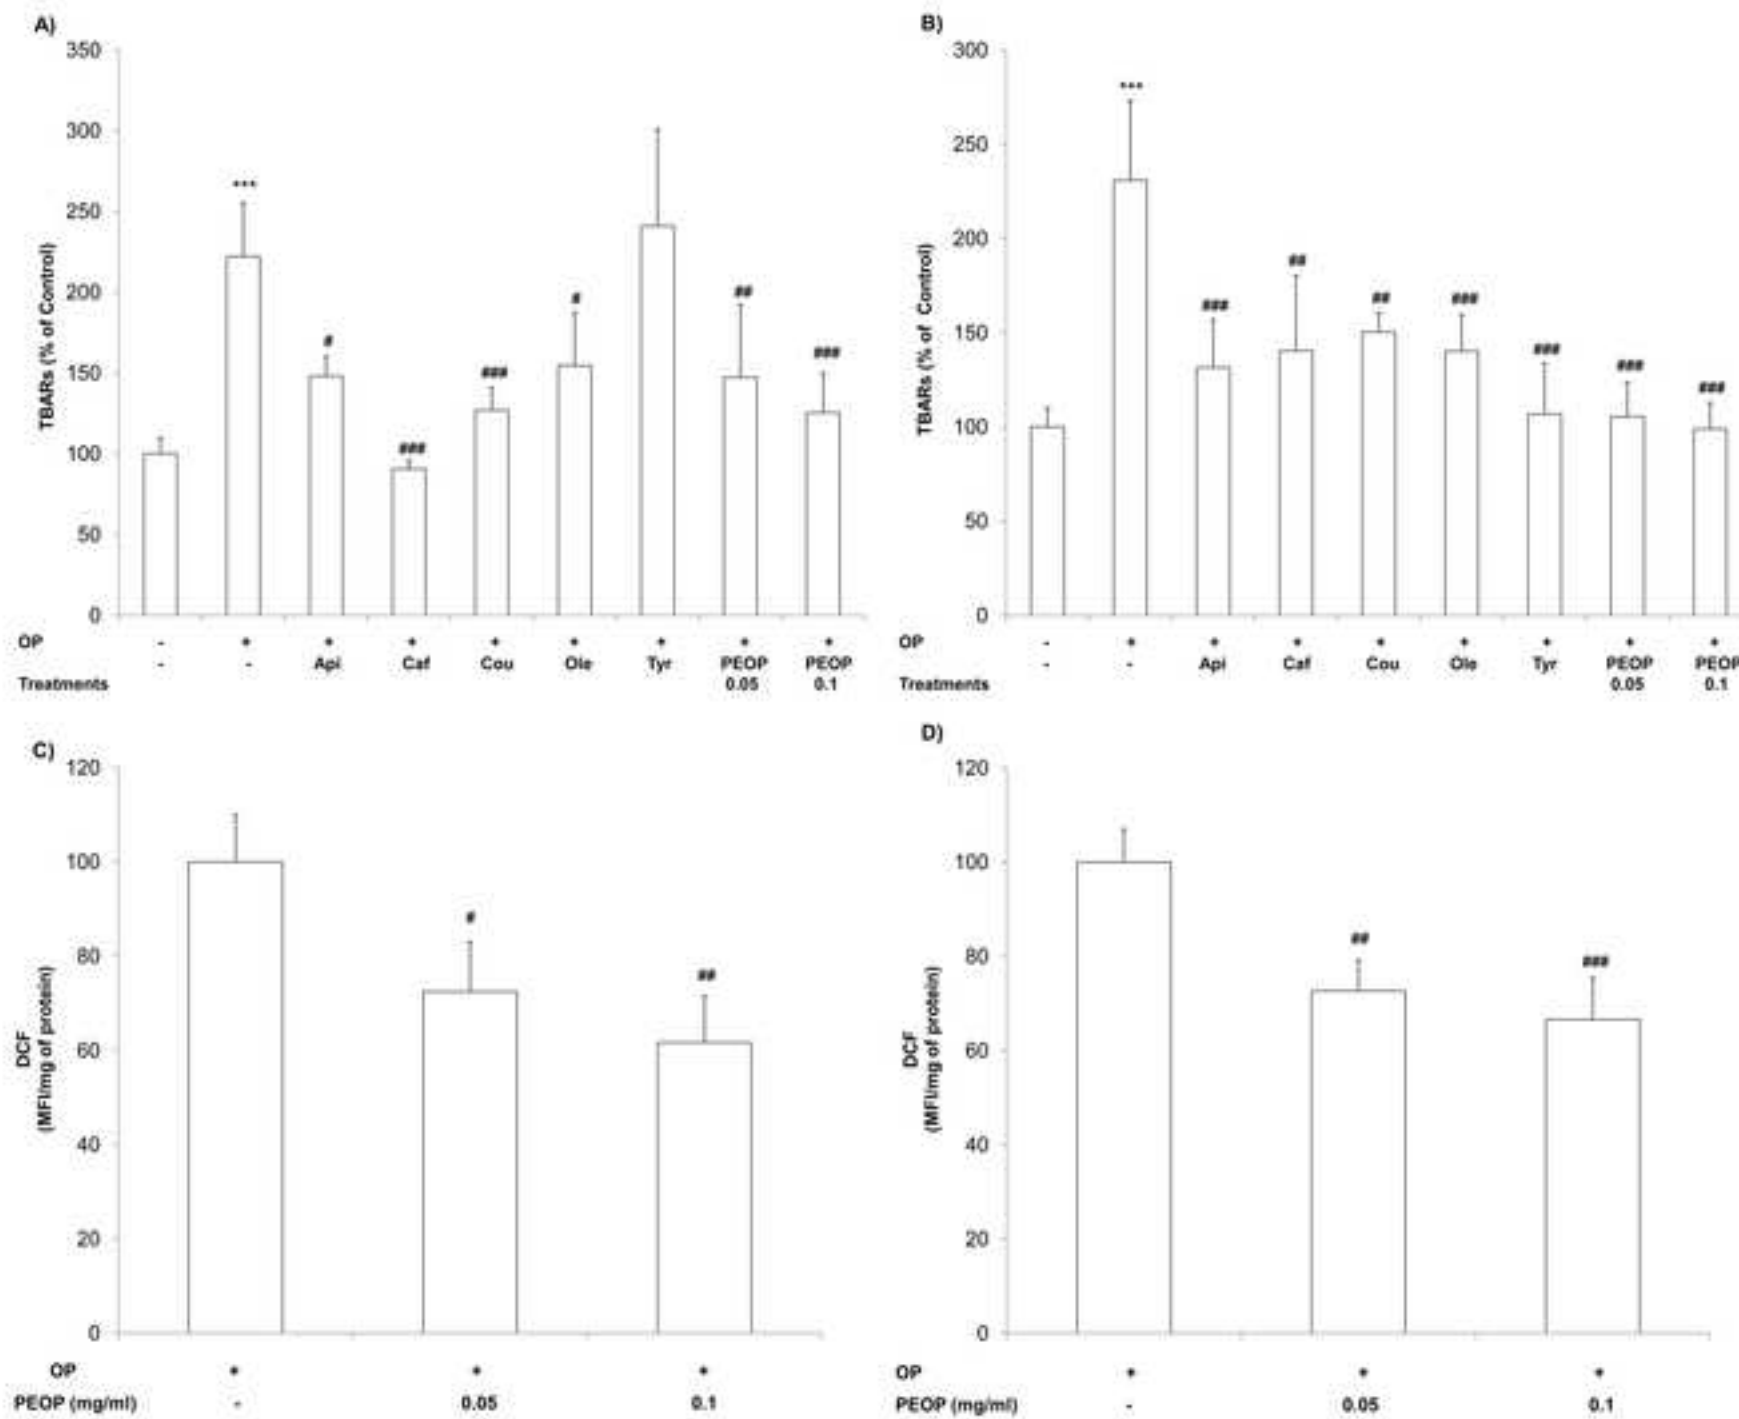 A)
350
300
250
200
150
100
50
0
TBARs (% of Control)
***
#
###
###
#
##
###
OP - + + + + + + + +
- - Api Caf Cou Ole Tyr PEOP PEOP
Treatments 0.05 0.1
B)
300
250
200
150
100
50
0
TBARs (% of Control)
***
###
##
##
###
###
###
###
OP - + + + + + + + +
- - Api Caf Cou Ole Tyr PEOP PEOP
Treatments 0.05 0.1
C)
120
100
80
60
40
20
0
DCF
(MFI/mg of protein)
#
##
OP + + +
PEOP (mg/ml) - 0.05 0.1
D)
120
100
80
60
40
20
0
DCF
(MFI/mg of protein)
##
###
OP + + +
PEOP (mg/ml) - 0.05 0.1